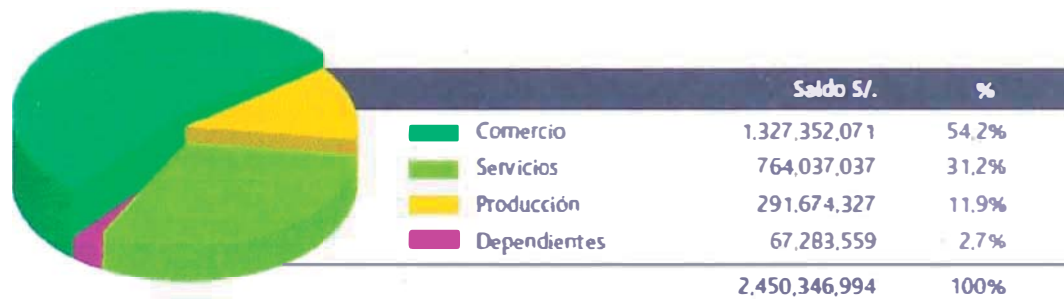 Saldo S/. %
Comercio 1,327,352,071 54,2%
Servicios 764,037,037 31,2%
Producción 291,674,327 11,9%
Dependientes 67,283,559 2,7%
2,450,346,994 100%